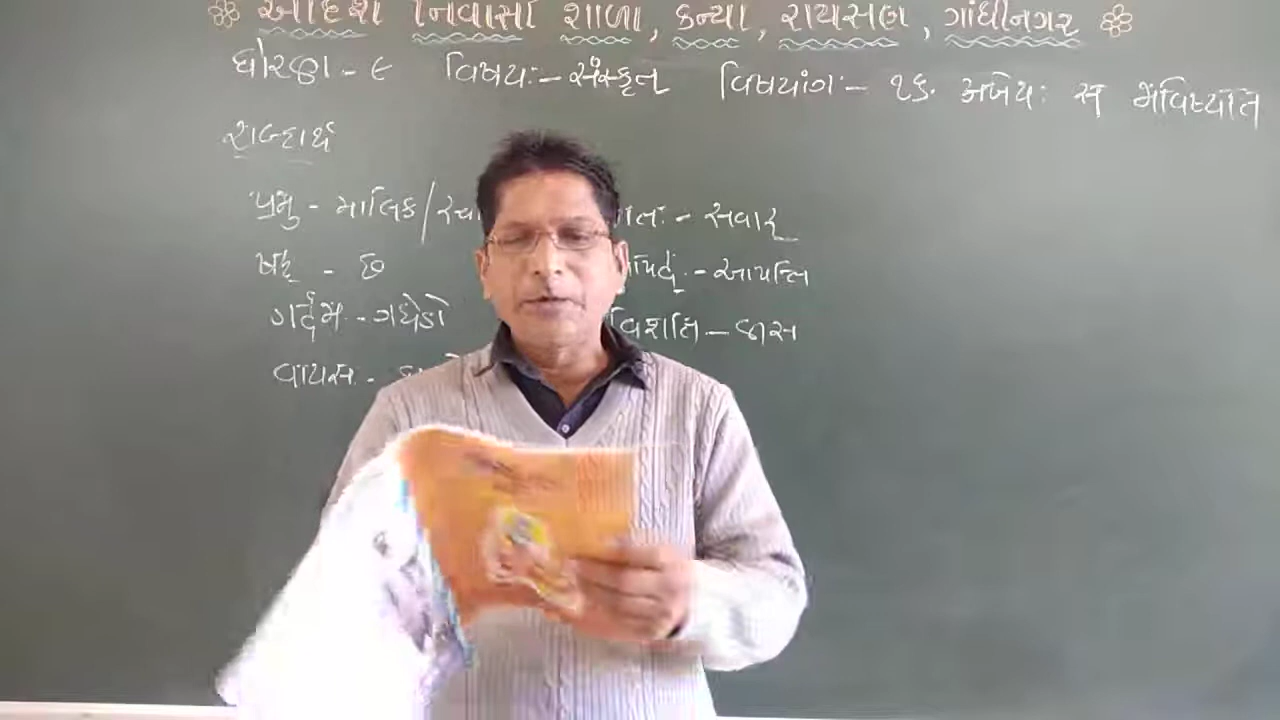 આદર્શ નિવાસી શાળા, કન્યા, રાયસણ, ગાંધીનગર
ધોરણ - ૯ વિષય:- સંસ્કૃત વિષયાંગ:- ૧૬. અજેયઃ સ ભવિષ્યતિ
શબ્દાર્થ
પ્રભુ - માલિક/ - સવાર
ષટ્ - છ - આપત્તિ
ગર્દભ - ગધેડો વિંશતિ - વીસ
વાયસ -